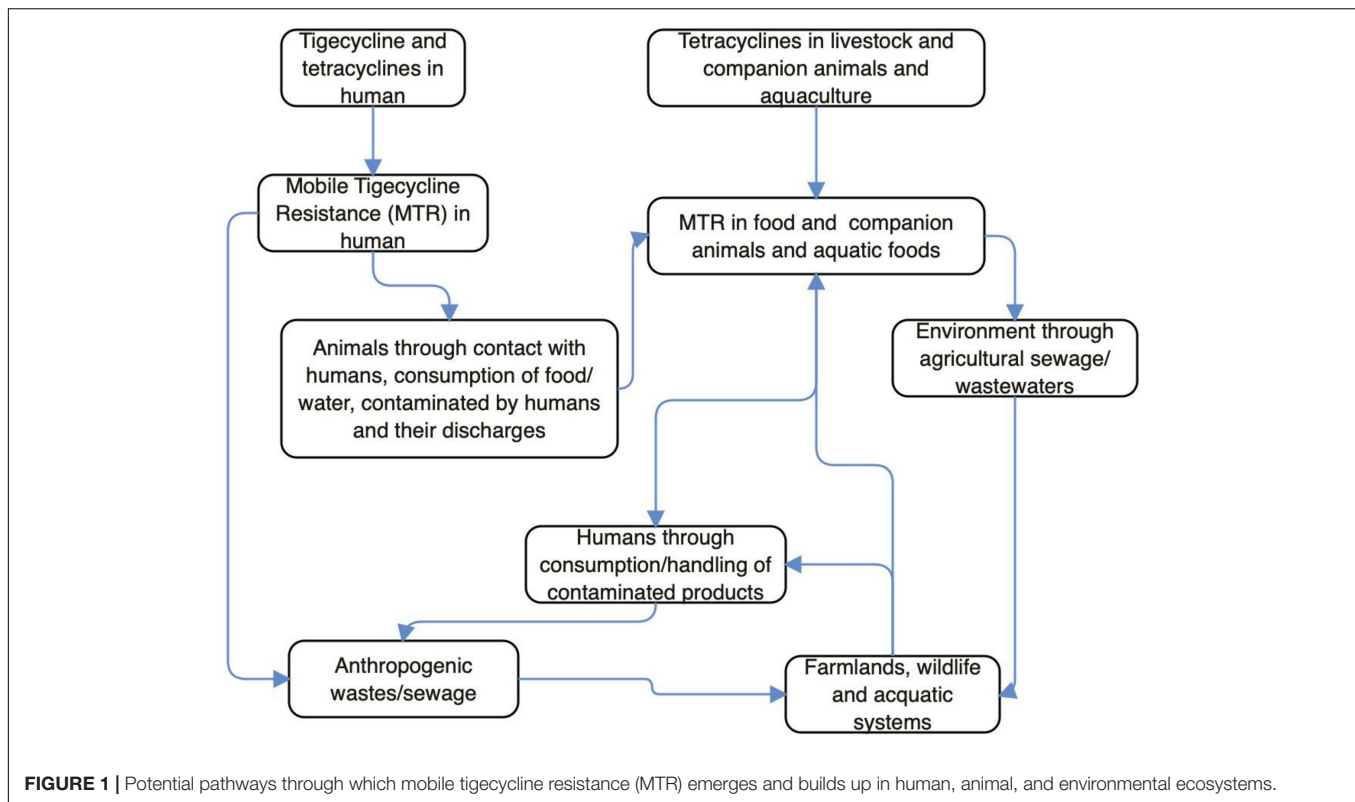 Tigecycline and
tetracyclines in
human
Tetracyclines in livestock and
companion animals and
aquaculture
Mobile Tigecycline
Resistance (MTR) in
human
MTR in food and companion
animals and aquatic foods
Animals through contact with
humans, consumption of food/
water, contaminated by humans
and their discharges
Environment through
agricultural sewage/
wastewaters
Humans through
consumption/handling of
contaminated products
Anthropogenic
wastes/sewage
Farmlands, wildlife
and acquatic
systems
FIGURE 1 | Potential pathways through which mobile tigecycline resistance (MTR) emerges and builds up in human, animal, and environmental ecosystems.